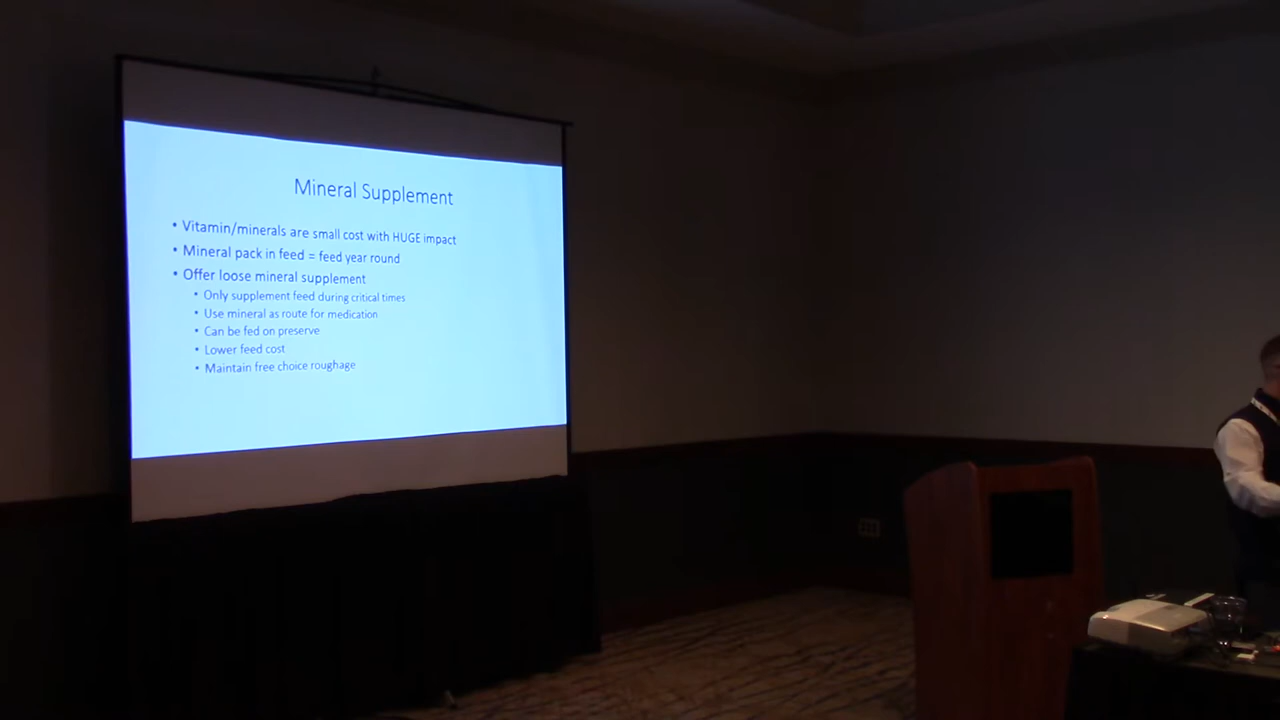 Mineral Supplement
• Vitamin/minerals are small cost with HUGE impact
• Mineral pack in feed = feed year round
• Offer loose mineral supplement
• Only supplement feed during critical times
• Use mineral as route for medication
• Can be fed on preserve
• Lower feed cost
• Maintain free choice roughage